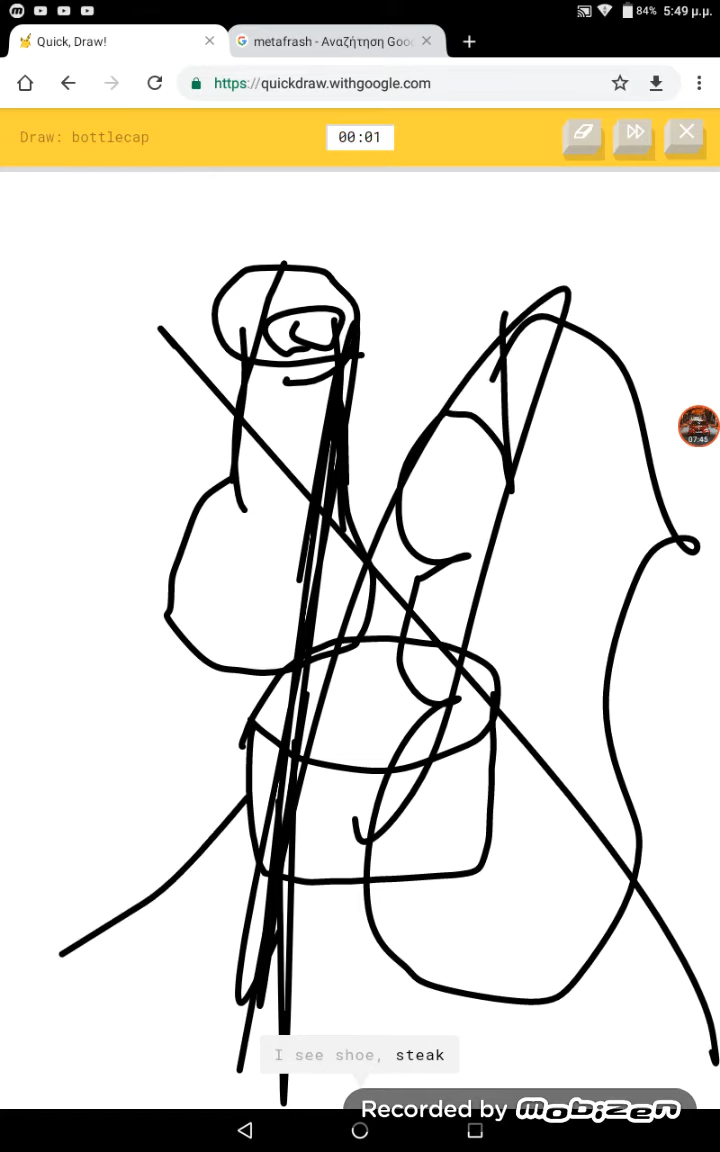 84% 5:49 μ.μ.
Quick, Draw!
metafrash - Αναζήτηση Goo
https://quickdraw.withgoogle.com
Draw: bottlecap
00:01
07:45
I see shoe, steak
Recorded by mobizen